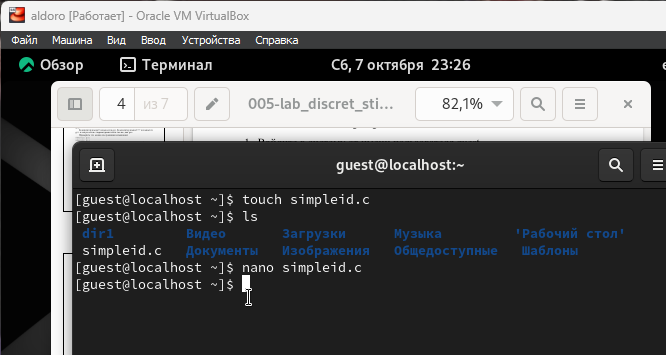 aldoro [Работает] - Oracle VM VirtualBox
Файл Машина Вид Ввод Устройства Справка
Обзор Терминал Сб, 7 октября 23:26
4 из 7 005-lab_discret_sti… 82,1%
guest@localhost:~
[guest@localhost ~]$ touch simpleid.c
[guest@localhost ~]$ ls
dir1 Видео Загрузки Музыка 'Рабочий стол'
simpleid.c Документы Изображения Общедоступные Шаблоны
[guest@localhost ~]$ nano simpleid.c
[guest@localhost ~]$